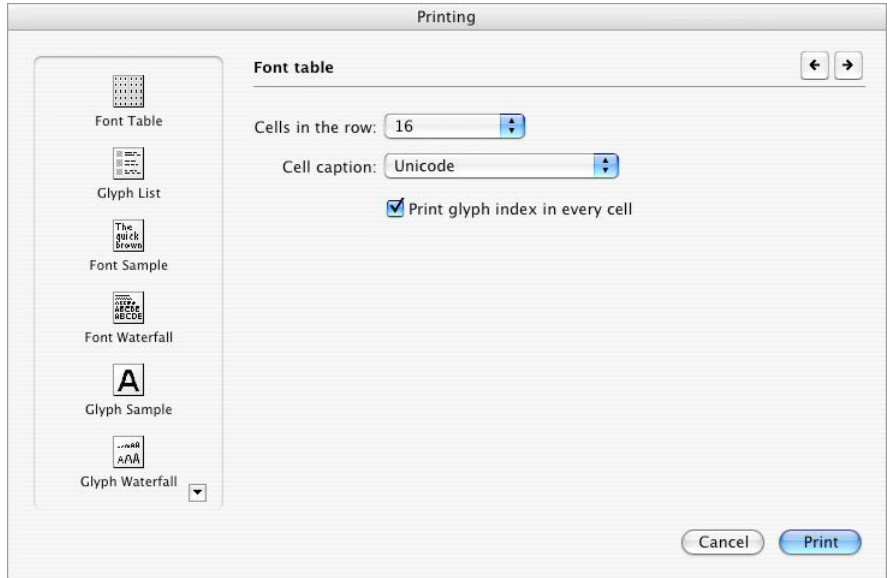 Printing
Font Table
Glyph List
The
quick
brown
Font Sample
ABCDE
ABCDE
Font Waterfall
A
Glyph Sample
Glyph Waterfall
Font table
Cells in the row: 16
Cell caption: Unicode
Print glyph index in every cell
Cancel
Print